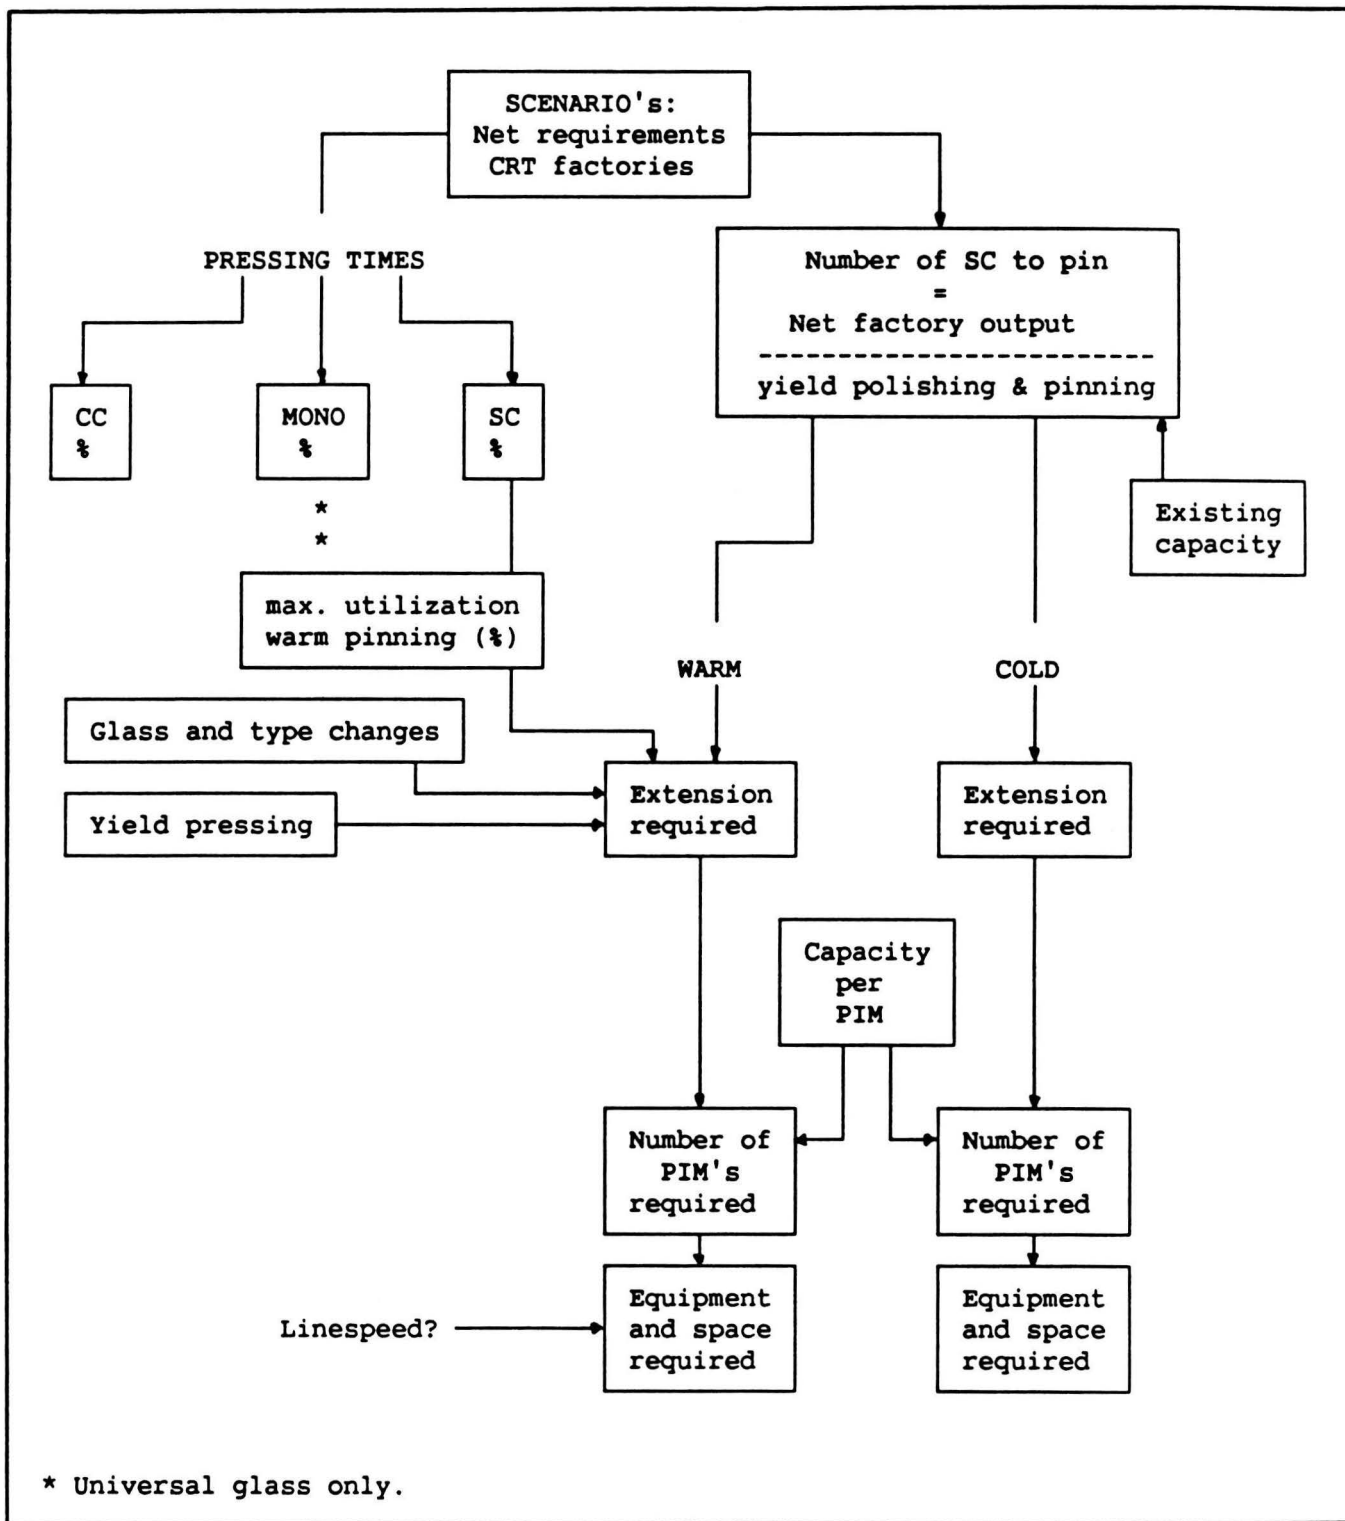 SCENARIO's:
Net requirements
CRT factories
PRESSING TIMES
Number of SC to pin
=
Net factory output
-------------------------
yield polishing & pinning
CC
%
MONO
%
SC
%
*
*
Existing
capacity
max. utilization
warm pinning (%)
WARM
COLD
Glass and type changes
Yield pressing
Extension
required
Extension
required
Capacity
per
PIM
Number of
PIM's
required
Number of
PIM's
required
Linespeed?
Equipment
and space
required
Equipment
and space
required
* Universal glass only.